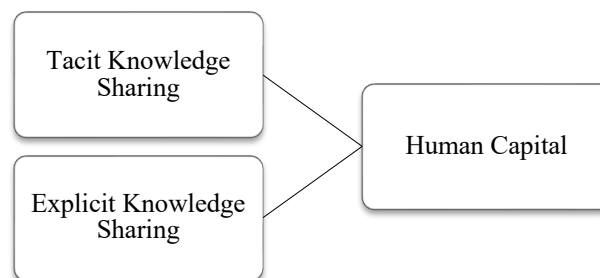 Tacit Knowledge
Sharing
Human Capital
Explicit Knowledge
Sharing